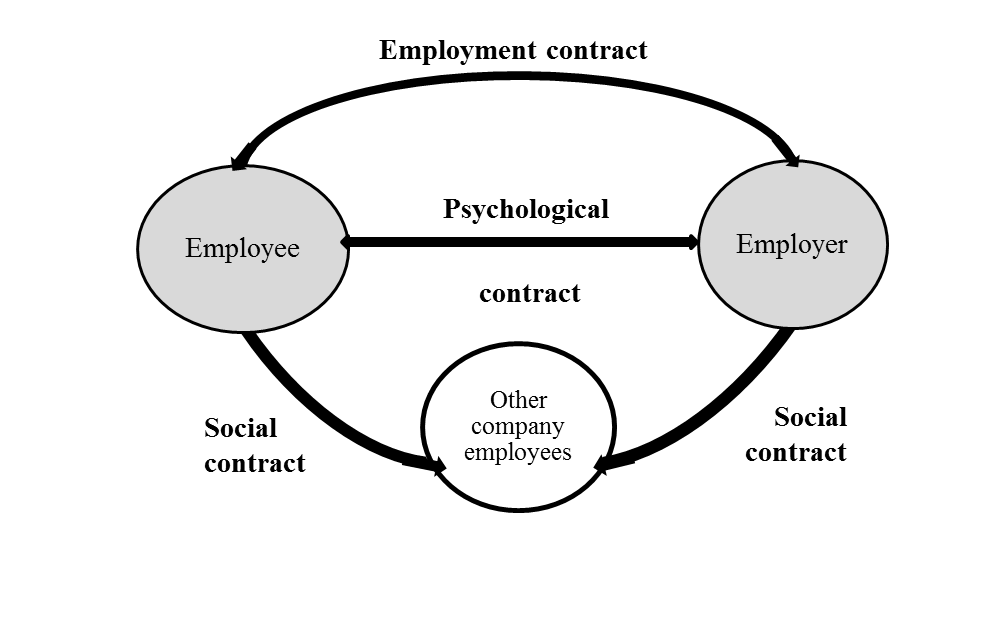 Employment contract
Psychological
Employee
Employer
contract
Other
company
employees
Social
contract
Social
contract